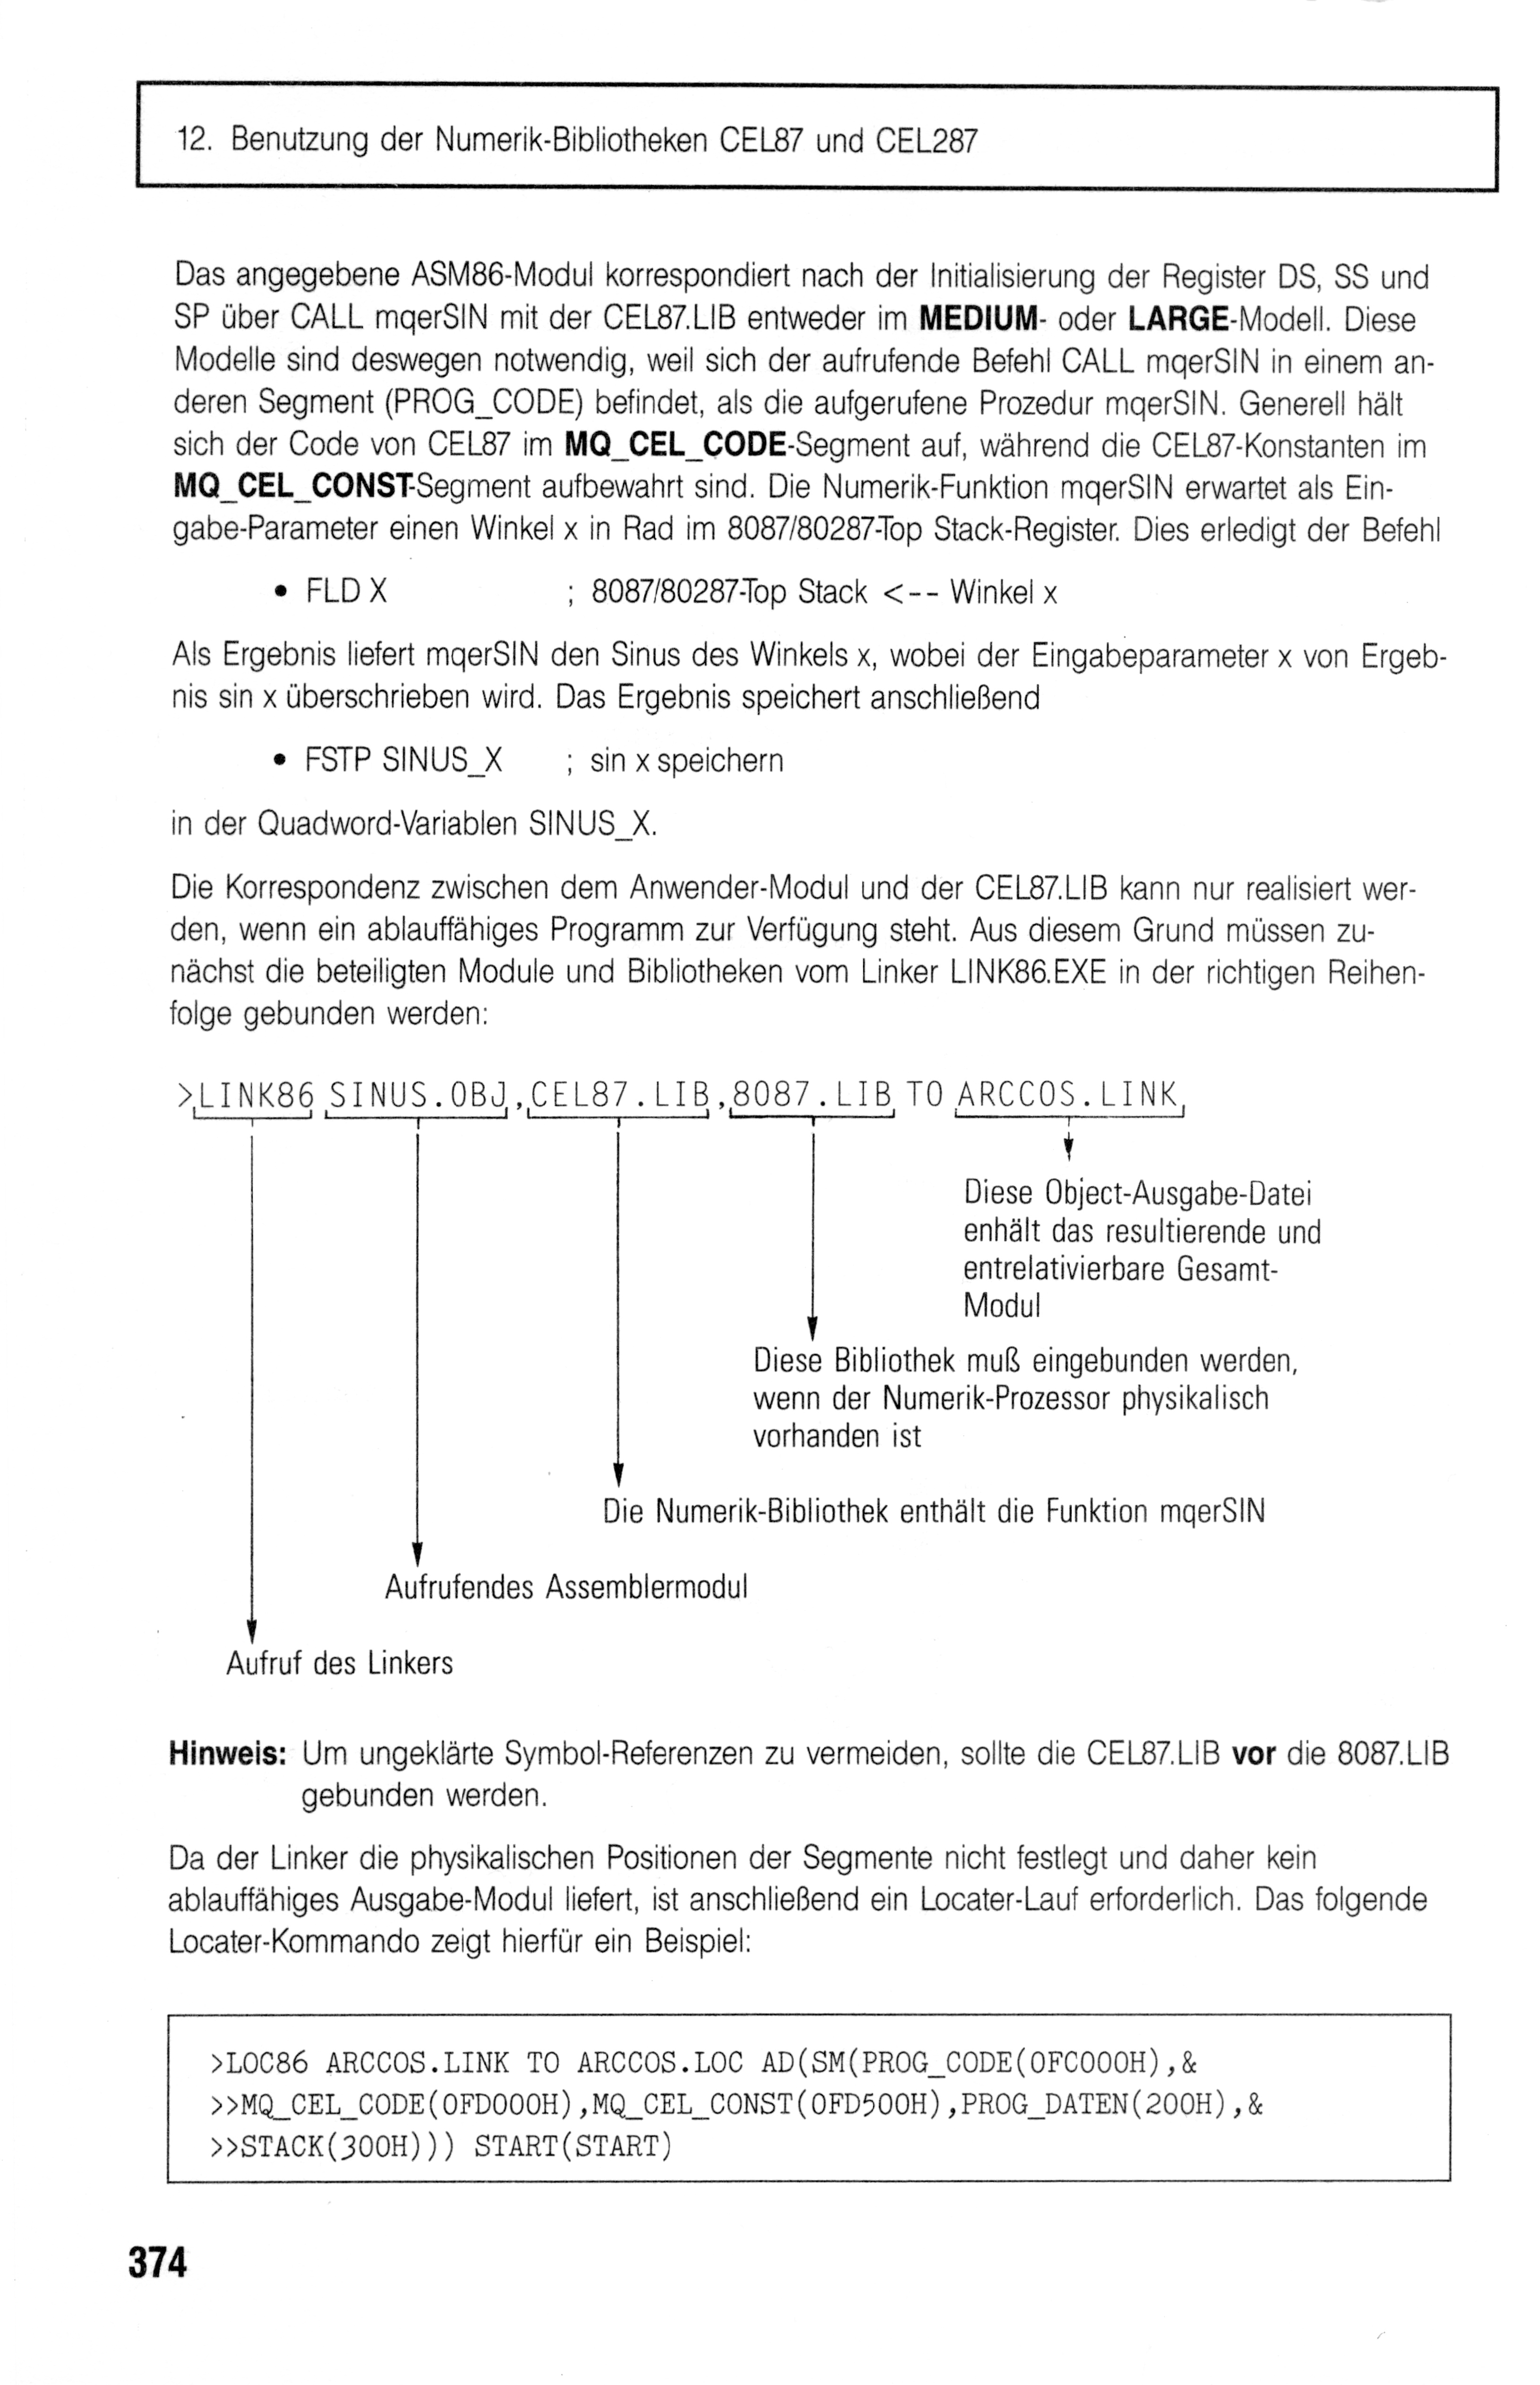 12. Benutzung der Numerik-Bibliotheken CEL87 und CEL287
Das angegebene ASM86-Modul korrespondiert nach der Initialisierung der Register DS, SS und
SP über CALL mqerSIN mit der CEL87.LIB entweder im MEDIUM- oder LARGE-Modell. Diese
Modelle sind deswegen notwendig, weil sich der aufrufende Befehl CALL mqerSIN in einem an-
deren Segment (PROG_CODE) befindet, als die aufgerufene Prozedur mqerSIN. Generell hält
sich der Code von CEL87 im MQ_CEL_CODE-Segment auf, während die CEL87-Konstanten im
MQ_CEL_CONST-Segment aufbewahrt sind. Die Numerik-Funktion mqerSIN erwartet als Ein-
gabe-Parameter einen Winkel x in Rad im 8087/80287-Top Stack-Register. Dies erledigt der Befehl
• FLD X ; 8087/80287-Top Stack <-- Winkel x
Als Ergebnis liefert mqerSIN den Sinus des Winkels x, wobei der Eingabeparameter x von Ergeb-
nis sin x überschrieben wird. Das Ergebnis speichert anschließend
• FSTP SINUS_X ; sin x speichern
in der Quadword-Variablen SINUS_X.
Die Korrespondenz zwischen dem Anwender-Modul und der CEL87.LIB kann nur realisiert wer-
den, wenn ein ablauffähiges Programm zur Verfügung steht. Aus diesem Grund müssen zu-
nächst die beteiligten Module und Bibliotheken vom Linker LINK86.EXE in der richtigen Reihen-
folge gebunden werden:
>LINK86 SINUS.OBJ,CEL87.LIB,8087.LIB TO ARCCOS.LINK
Diese Object-Ausgabe-Datei
enhält das resultierende und
entrelativierbare Gesamt-
Modul
Diese Bibliothek muß eingebunden werden,
wenn der Numerik-Prozessor physikalisch
vorhanden ist
Die Numerik-Bibliothek enthält die Funktion mqerSIN
Aufrufendes Assemblermodul
Aufruf des Linkers
Hinweis: Um ungeklärte Symbol-Referenzen zu vermeiden, sollte die CEL87.LIB vor die 8087.LIB
gebunden werden.
Da der Linker die physikalischen Positionen der Segmente nicht festlegt und daher kein
ablauffähiges Ausgabe-Modul liefert, ist anschließend ein Locater-Lauf erforderlich. Das folgende
Locater-Kommando zeigt hierfür ein Beispiel:
>LOC86 ARCCOS.LINK TO ARCCOS.LOC AD(SM(PROG_CODE(0FC000H),&
>>MQ_CEL_CODE(0FD000H),MQ_CEL_CONST(0FD500H),PROG_DATEN(200H),&
>>STACK(300H))) START(START)
374